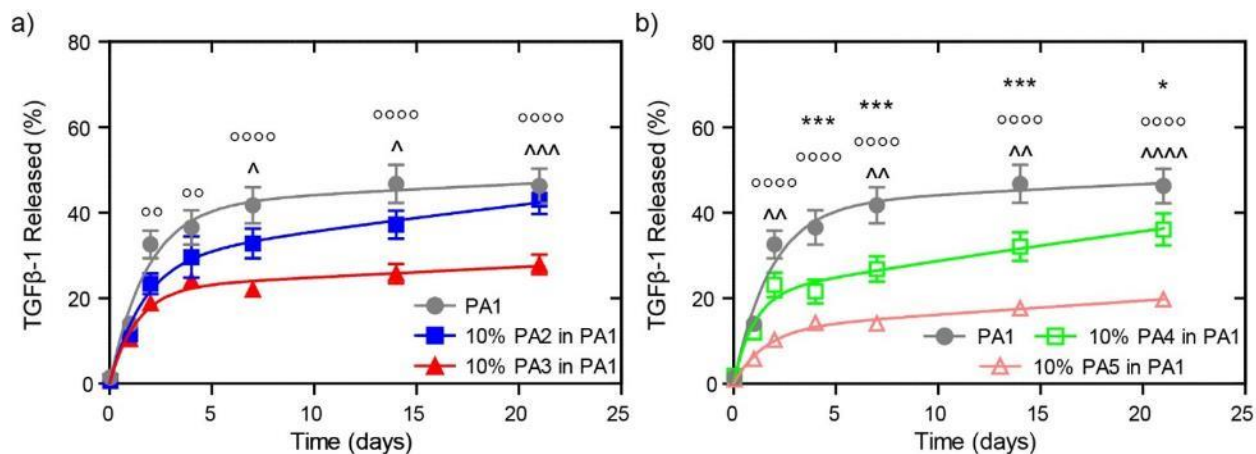 a)
80
60
40
20
0
TGFβ-1 Released (%)
°°
°°
°°°°
^
°°°°
^
°°°°
^^^
PA1
10% PA2 in PA1
10% PA3 in PA1
0 5 10 15 20 25
Time (days)
b)
80
60
40
20
0
TGFβ-1 Released (%)
°°°°
^^
***
°°°°
***
°°°°
^^
***
°°°°
^^
*
°°°°
^^^^
PA1
10% PA4 in PA1
10% PA5 in PA1
0 5 10 15 20 25
Time (days)